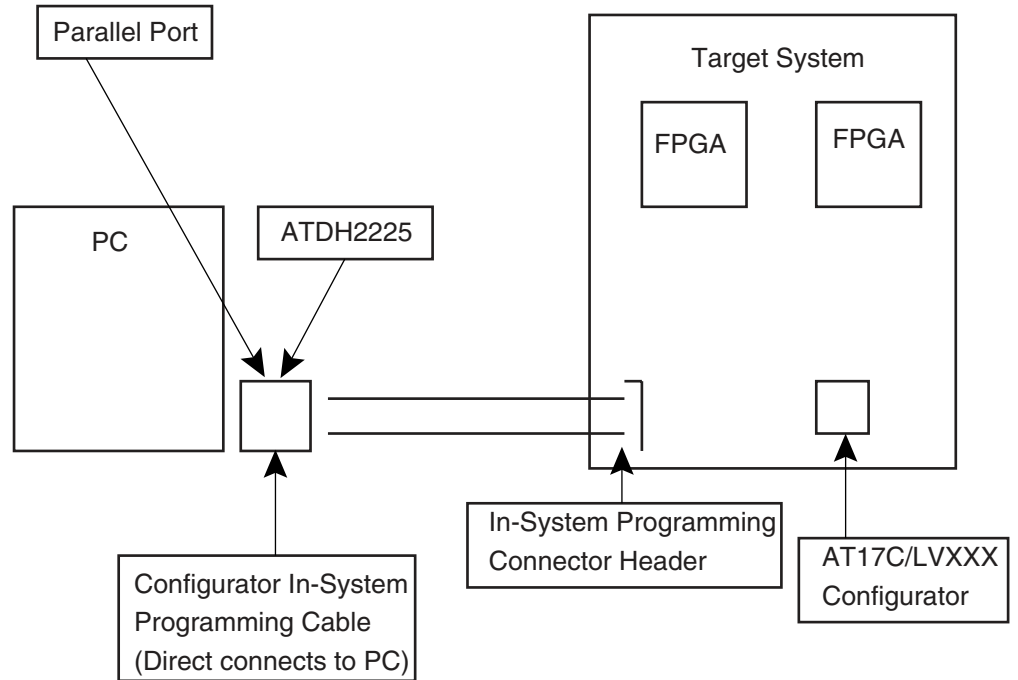 Parallel Port
Target System
FPGA
FPGA
PC
ATDH2225
In-System Programming
Connector Header
AT17C/LVXXX
Configurator
Configurator In-System
Programming Cable
(Direct connects to PC)